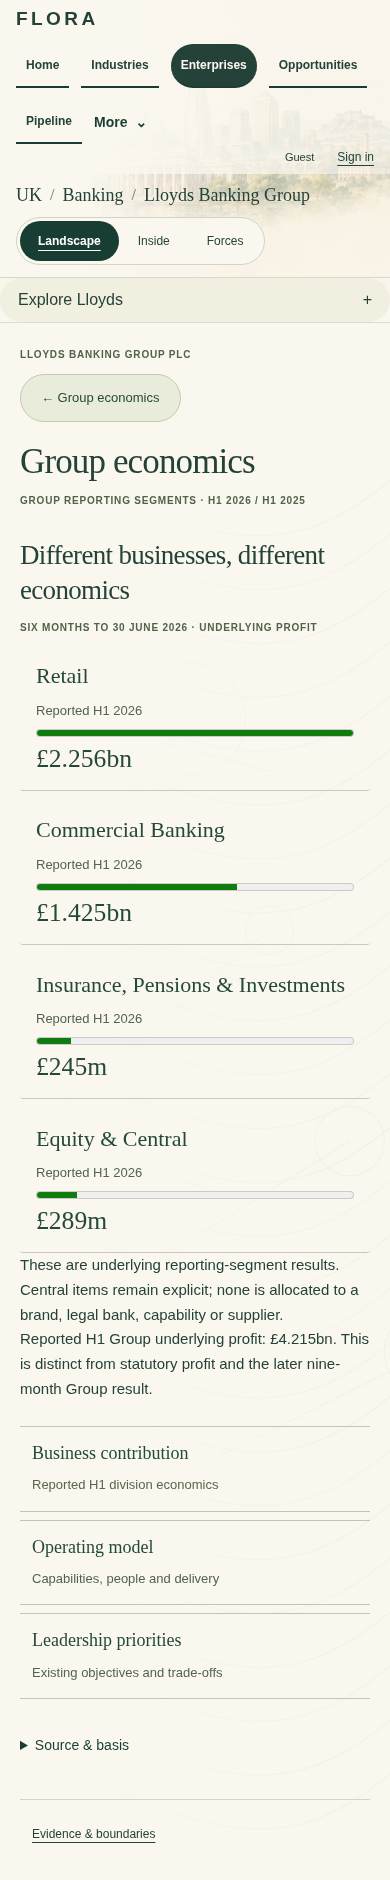 FLORA
Home
Industries
Enterprises
Opportunities
Pipeline
More ⌄
Guest
Sign in
UK / Banking / Lloyds Banking Group
Landscape
Inside
Forces
Explore Lloyds +
LLOYDS BANKING GROUP PLC
← Group economics
Group economics
GROUP REPORTING SEGMENTS · H1 2026 / H1 2025
Different businesses, different
economics
SIX MONTHS TO 30 JUNE 2026 · UNDERLYING PROFIT
Retail
Reported H1 2026
£2.256bn
Commercial Banking
Reported H1 2026
£1.425bn
Insurance, Pensions & Investments
Reported H1 2026
£245m
Equity & Central
Reported H1 2026
£289m
These are underlying reporting-segment results.
Central items remain explicit; none is allocated to a
brand, legal bank, capability or supplier.
Reported H1 Group underlying profit: £4.215bn. This
is distinct from statutory profit and the later nine-
month Group result.
Business contribution
Reported H1 division economics
Operating model
Capabilities, people and delivery
Leadership priorities
Existing objectives and trade-offs
▶ Source & basis
Evidence & boundaries